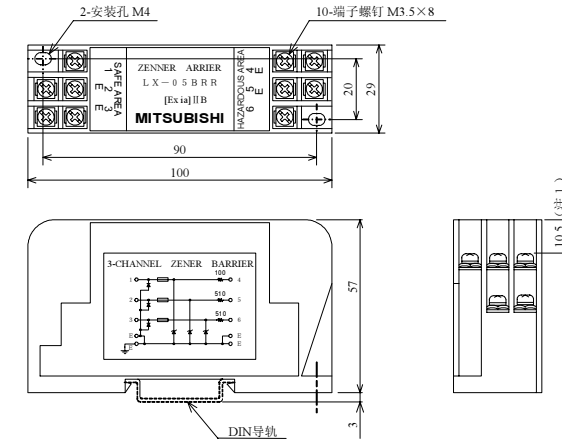 2-安装孔 M4
10-端子螺钉 M3.5×8
SAFE AREA
1 2 3
E E
ZENNER ARRIER
LX-05BRR
[Ex ia]ⅡB
MITSUBISHI
HAZARDOUS AREA
4 E
5 E
6
20
29
90
100
10.5（注1）
3-CHANNEL ZENER BARRIER
1 100 4
2 510 5
3 510 6
E E
E E
57
3
DIN导轨